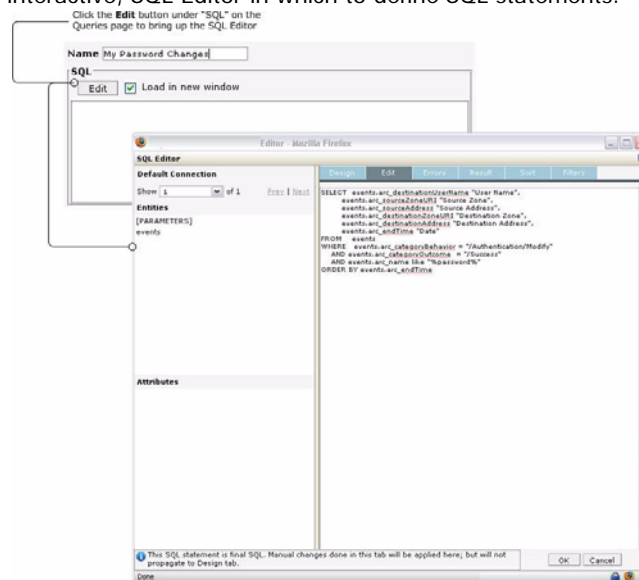 interactive, SQL Editor in which to define SQL statements.
Click the Edit button under "SQL" on the
Queries page to bring up the SQL Editor
Name My Password Changes
SQL
Edit Load in new window
Editor - Mozilla Firefox
SQL Editor
Default Connection
Design Edit Errors Result Sort Filters
Show 1 of 1 Prev | Next
Entities
[PARAMETERS]
events
SELECT events.arc_destinationUserName "User Name",
events.arc_sourceZoneURI "Source Zone",
events.arc_sourceAddress "Source Address",
events.arc_destinationZoneURI "Destination Zone",
events.arc_destinationAddress "Destination Address",
events.arc_endTime "Date"
FROM events
WHERE events.arc_categoryBehavior = "/Authentication/Modify"
AND events.arc_categoryOutcome = "/Success"
AND events.arc_name like "%password%"
ORDER BY events.arc_endTime
Attributes
This SQL statement is final SQL. Manual changes done in this tab will be applied here; but will not
propagate to Design tab.
OK Cancel
Done